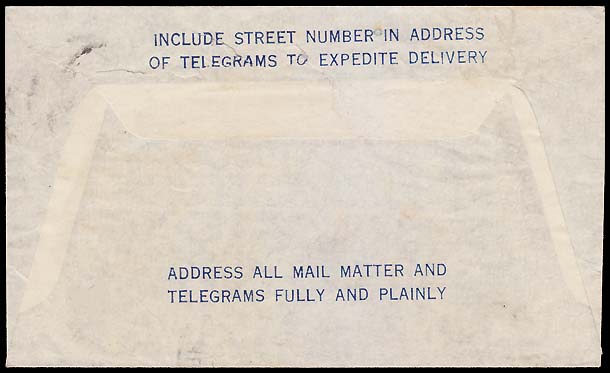 INCLUDE STREET NUMBER IN ADDRESS
OF TELEGRAMS TO EXPEDITE DELIVERY
ADDRESS ALL MAIL MATTER AND
TELEGRAMS FULLY AND PLAINLY